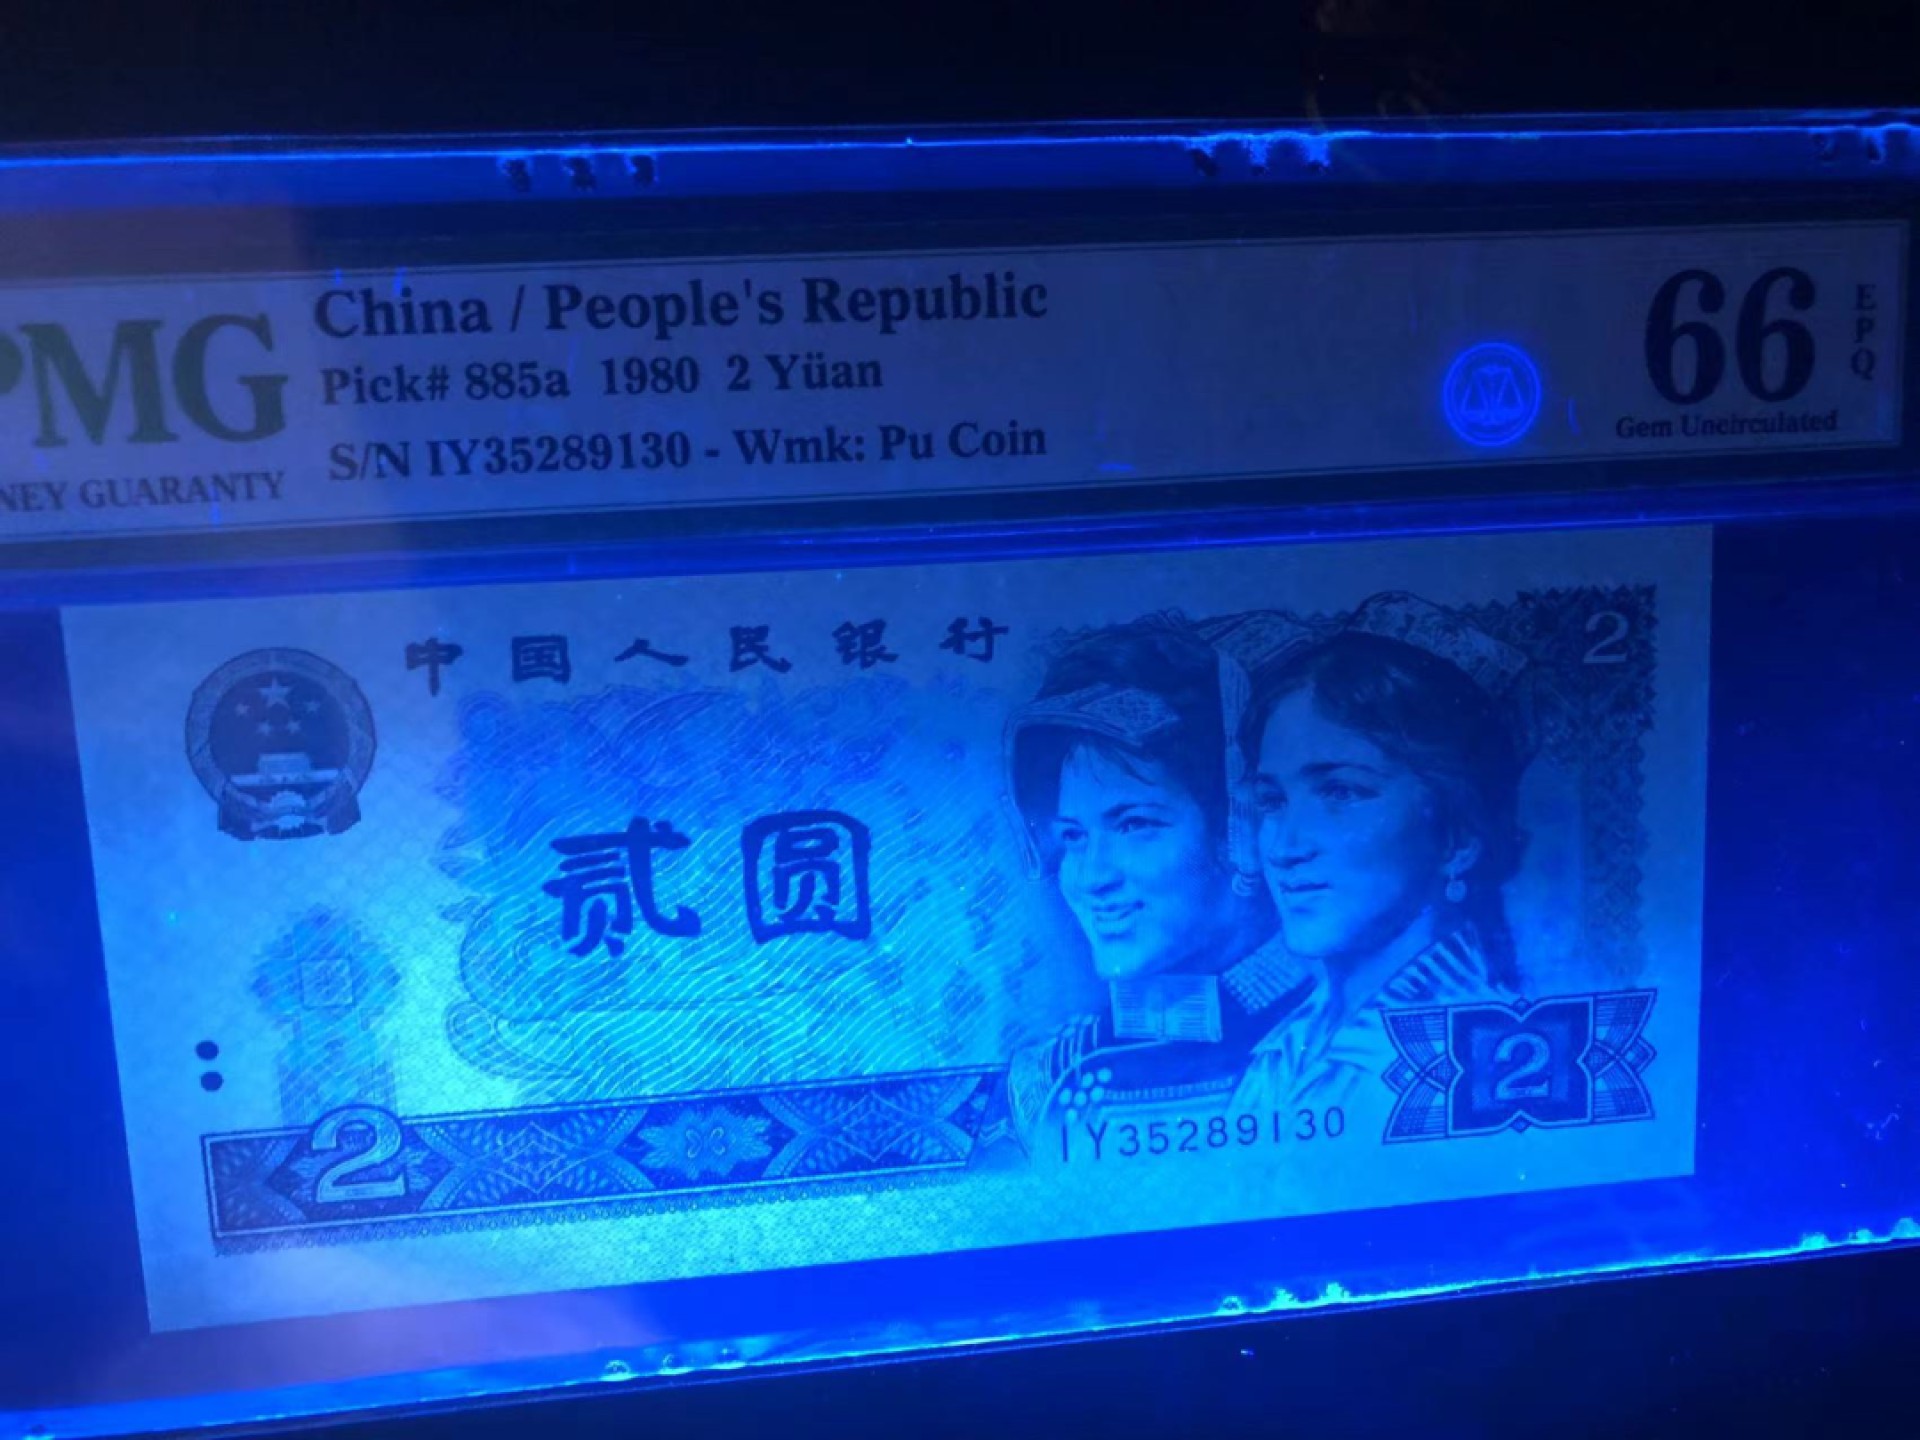 PMG
NEY GUARANTY
China / People's Republic
Pick# 885a 1980 2 Yüan
S/N IY35289130 - Wmk: Pu Coin
66
EPQ
Gem Uncirculated
中国人民银行
2
贰圆
2
2
IY35289130